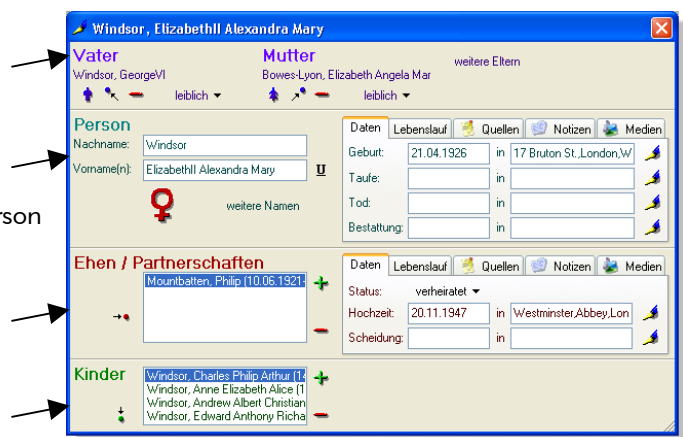 Windsor, ElizabethII Alexandra Mary
Vater
Mutter
weitere Eltern
Windsor, GeorgeVI
Bowes-Lyon, Elizabeth Angela Mar
leiblich
leiblich
Person
Nachname: Windsor
Vorname(n): ElizabethII Alexandra Mary U
weitere Namen
Daten Lebenslauf Quellen Notizen Medien
Geburt: 21.04.1926 in 17 Bruton St.,London,W
Taufe: in
Tod: in
Bestattung: in
rson
Ehen / Partnerschaften
Mountbatten, Philip (10.06.1921-
Daten Lebenslauf Quellen Notizen Medien
Status: verheiratet
Hochzeit: 20.11.1947 in Westminster,Abbey,Lon
Scheidung: in
Kinder
Windsor, Charles Philip Arthur (14
Windsor, Anne Elizabeth Alice (1
Windsor, Andrew Albert Christian
Windsor, Edward Anthony Richa